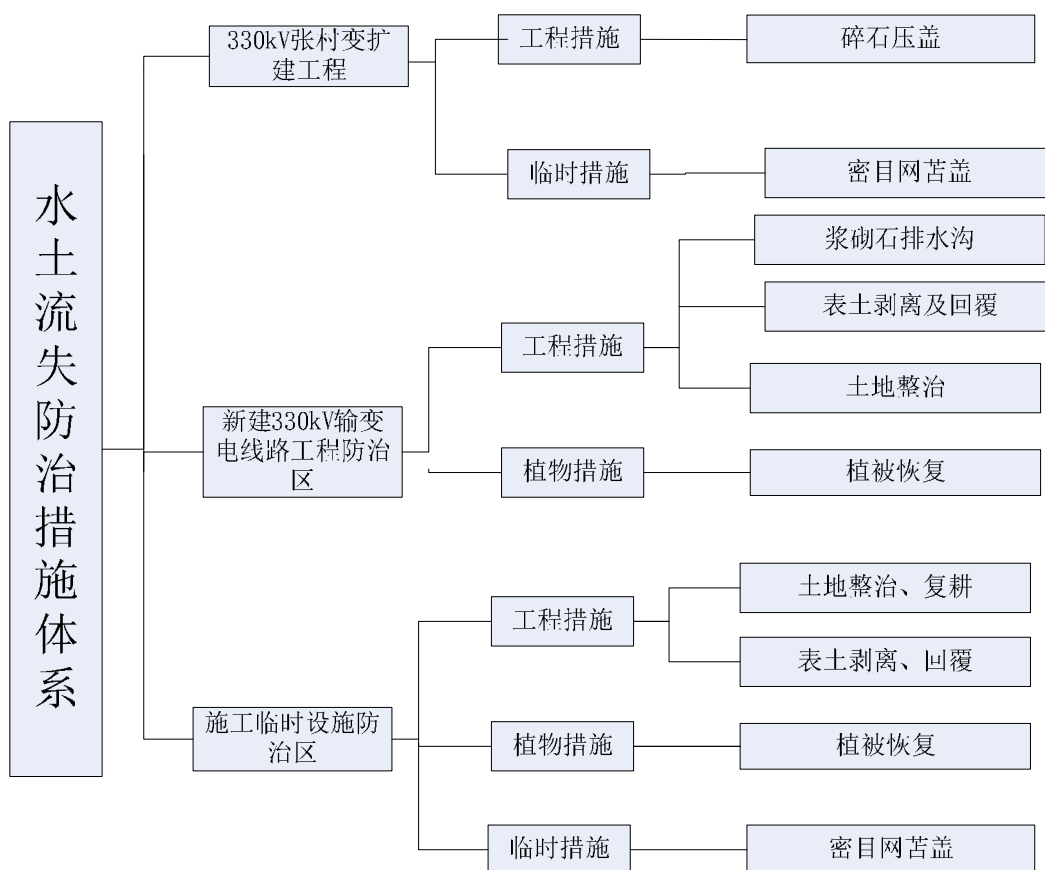 水土流失防治措施体系
330kV张村变扩
建工程
工程措施
碎石压盖
临时措施
密目网苫盖
新建330kV输变
电线路工程防治
区
工程措施
浆砌石排水沟
表土剥离及回覆
土地整治
植物措施
植被恢复
施工临时设施防
治区
工程措施
土地整治、复耕
表土剥离、回覆
植物措施
植被恢复
临时措施
密目网苫盖